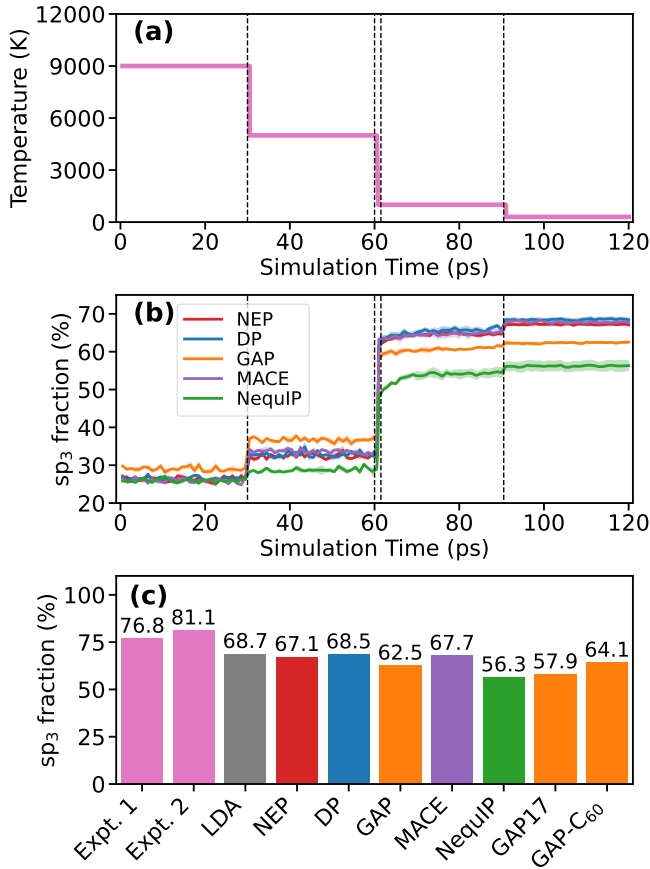 (a)
Temperature (K)
12000
9000
6000
3000
0
0 20 40 60 80 100 120
Simulation Time (ps)
(b)
NEP
DP
GAP
MACE
NequIP
sp₃ fraction (%)
70
60
50
40
30
20
0 20 40 60 80 100 120
Simulation Time (ps)
(c)
sp₃ fraction (%)
100
75
50
25
0
76.8 81.1 68.7 67.1 68.5 62.5 67.7 56.3 57.9 64.1
Expt. 1 Expt. 2 LDA NEP DP GAP MACE NequIP GAP17 GAP-C₆₀